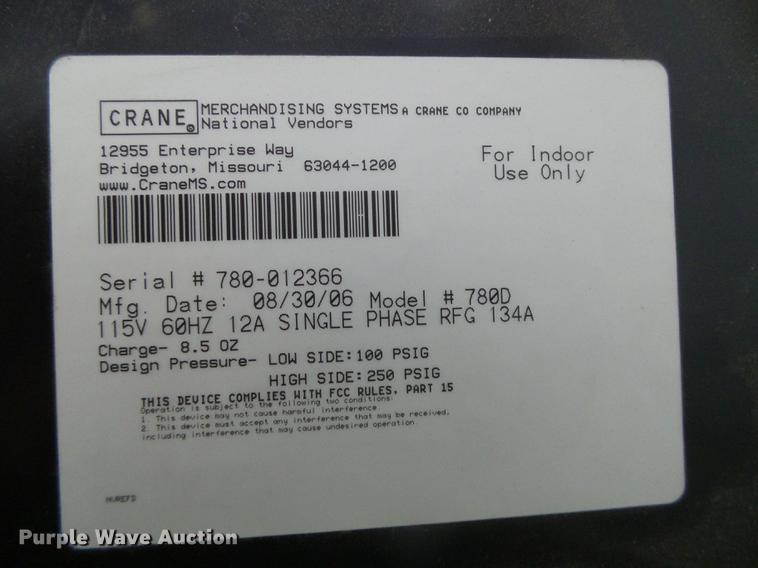 CRANE® MERCHANDISING SYSTEMS A CRANE CO COMPANY
National Vendors
12955 Enterprise Way
Bridgeton, Missouri 63044-1200
www.CraneMS.com
For Indoor
Use Only
Serial # 780-012366
Mfg. Date: 08/30/06 Model # 780D
115V 60HZ 12A SINGLE PHASE RFG 134A
Charge- 8.5 OZ
Design Pressure- LOW SIDE: 100 PSIG
HIGH SIDE: 250 PSIG
THIS DEVICE COMPLIES WITH FCC RULES, PART 15
Operation is subject to the following two conditions:
1. This device may not cause harmful interference
2. This device must accept any interference that may be received,
including interference that may cause undesired operation.
Purple Wave Auction